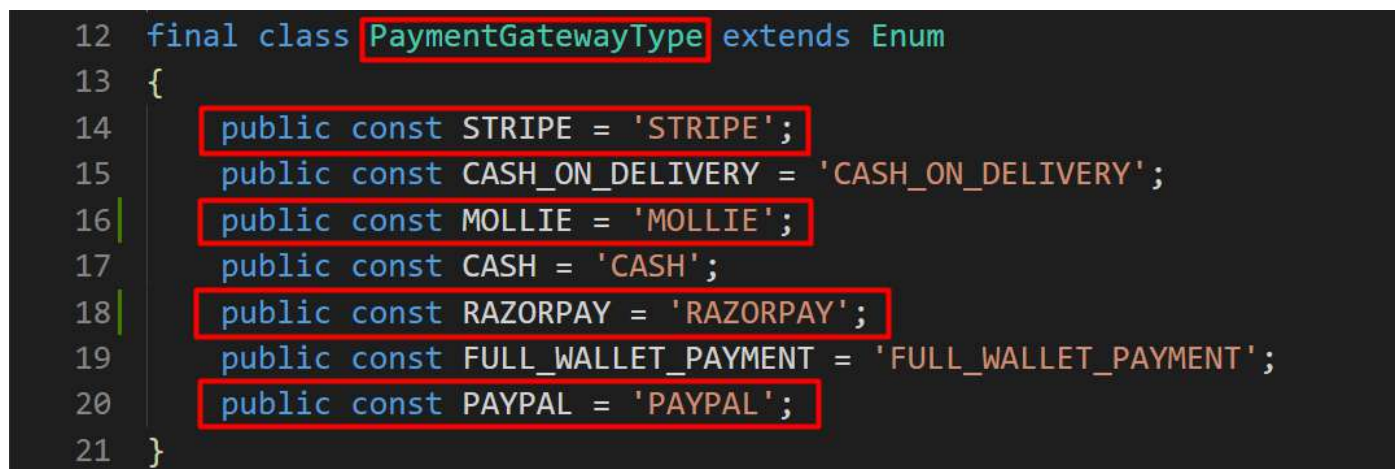 12 final class PaymentGatewayType extends Enum
13 {
14 public const STRIPE = 'STRIPE';
15 public const CASH_ON_DELIVERY = 'CASH_ON_DELIVERY';
16 public const MOLLIE = 'MOLLIE';
17 public const CASH = 'CASH';
18 public const RAZORPAY = 'RAZORPAY';
19 public const FULL_WALLET_PAYMENT = 'FULL_WALLET_PAYMENT';
20 public const PAYPAL = 'PAYPAL';
21 }